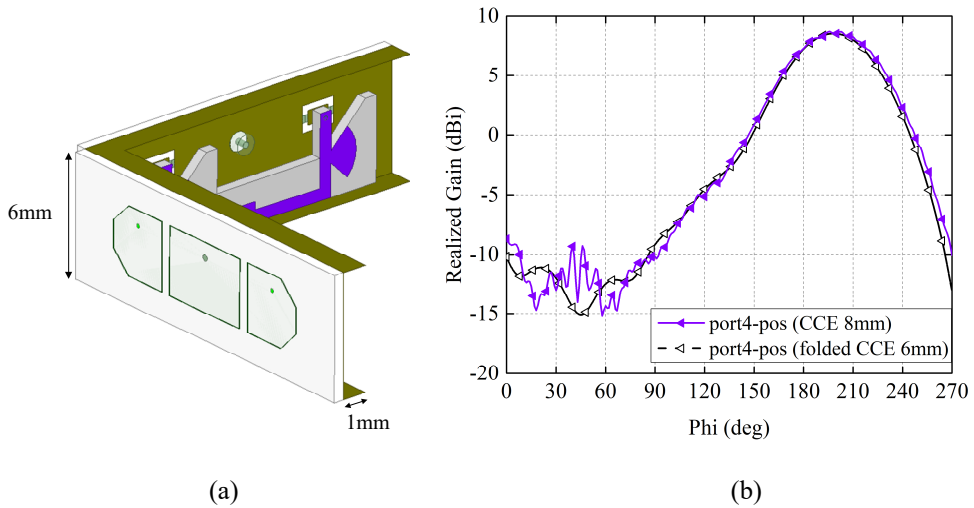 6mm
1mm
(a)
10
5
0
-5
-10
-15
-20
Realized Gain (dBi)
port4-pos (CCE 8mm)
port4-pos (folded CCE 6mm)
0 30 60 90 120 150 180 210 240 270
Phi (deg)
(b)